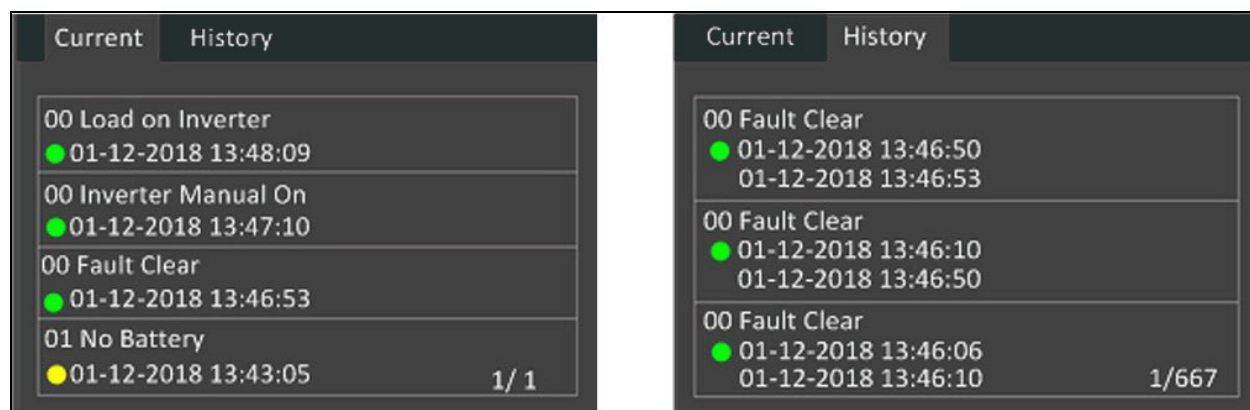 Current History
00 Load on Inverter
01-12-2018 13:48:09
00 Inverter Manual On
01-12-2018 13:47:10
00 Fault Clear
01-12-2018 13:46:53
01 No Battery
01-12-2018 13:43:05 1/ 1
Current History
00 Fault Clear
01-12-2018 13:46:50
01-12-2018 13:46:53
00 Fault Clear
01-12-2018 13:46:10
01-12-2018 13:46:50
00 Fault Clear
01-12-2018 13:46:06
01-12-2018 13:46:10 1/667